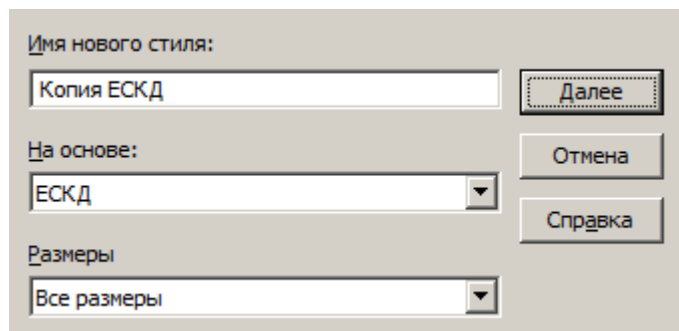 Имя нового стиля:
Копия ЕСКД
Далее
На основе:
Отмена
ЕСКД
Справка
Размеры
Все размеры